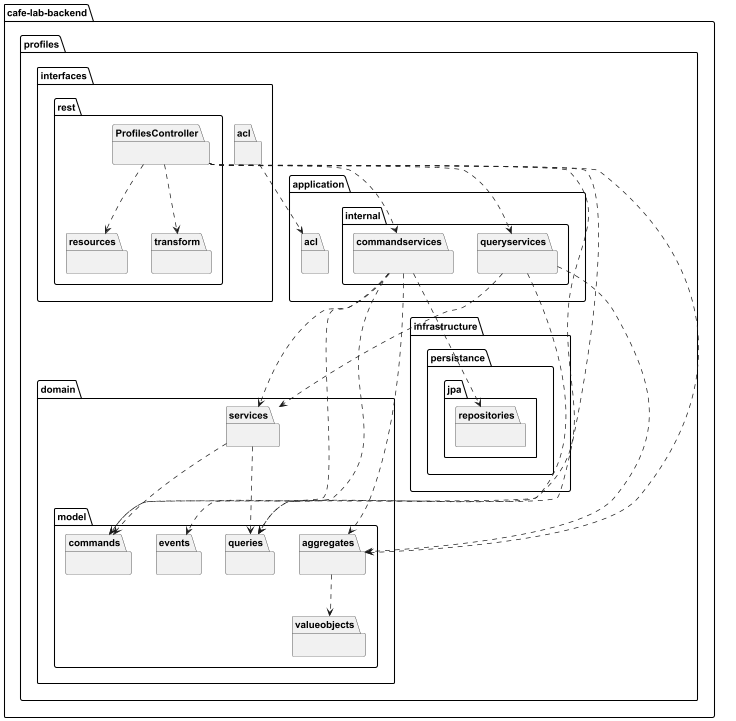 cafe-lab-backend
profiles
interfaces
rest
ProfilesController
acl
resources
transform
application
internal
acl
commandservices
queryservices
infrastructure
persistance
jpa
repositories
domain
services
model
commands
events
queries
aggregates
valueobjects